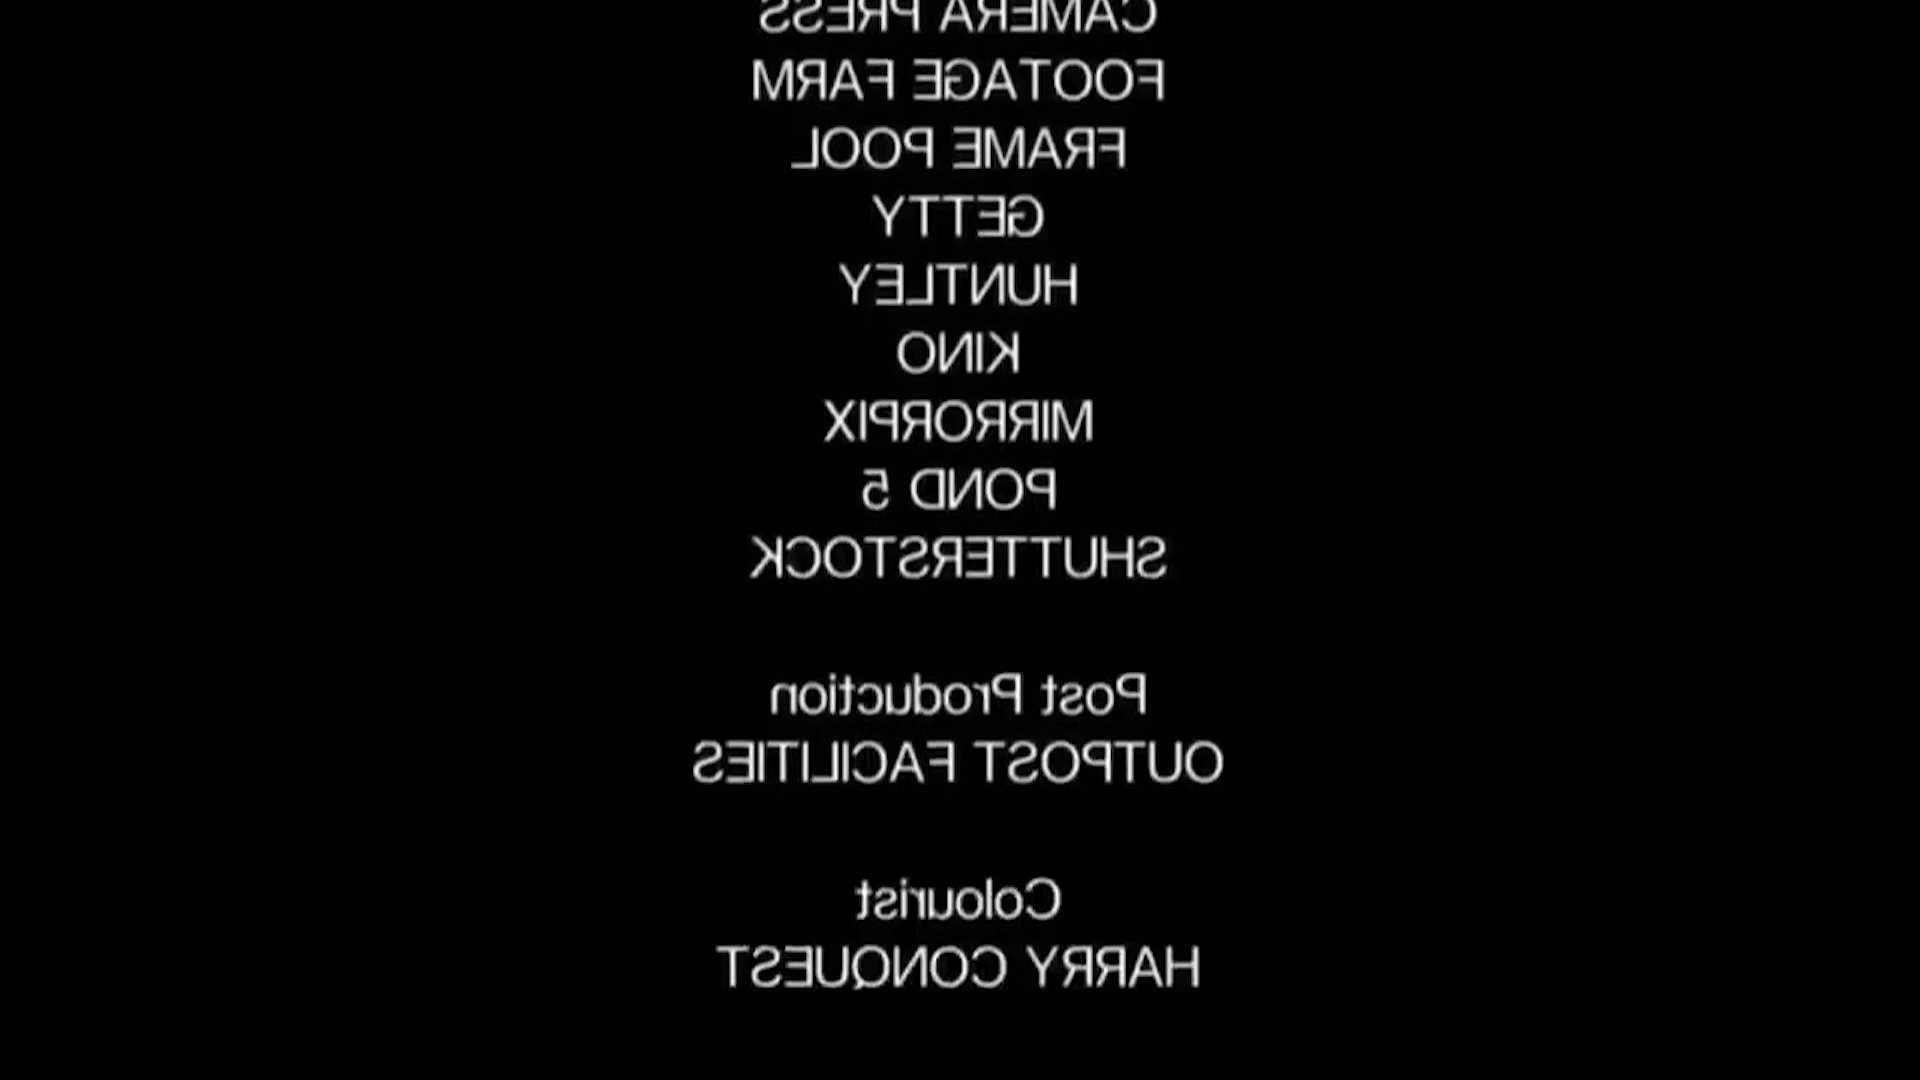 CAMERA PRESS
FOOTAGE FARM
FRAME POOL
GETTY
HUNTLEY
KINO
MIRRORPIX
POND 5
SHUTTERSTOCK
Post Production
OUTPOST FACILITIES
Colourist
HARRY CONQUEST